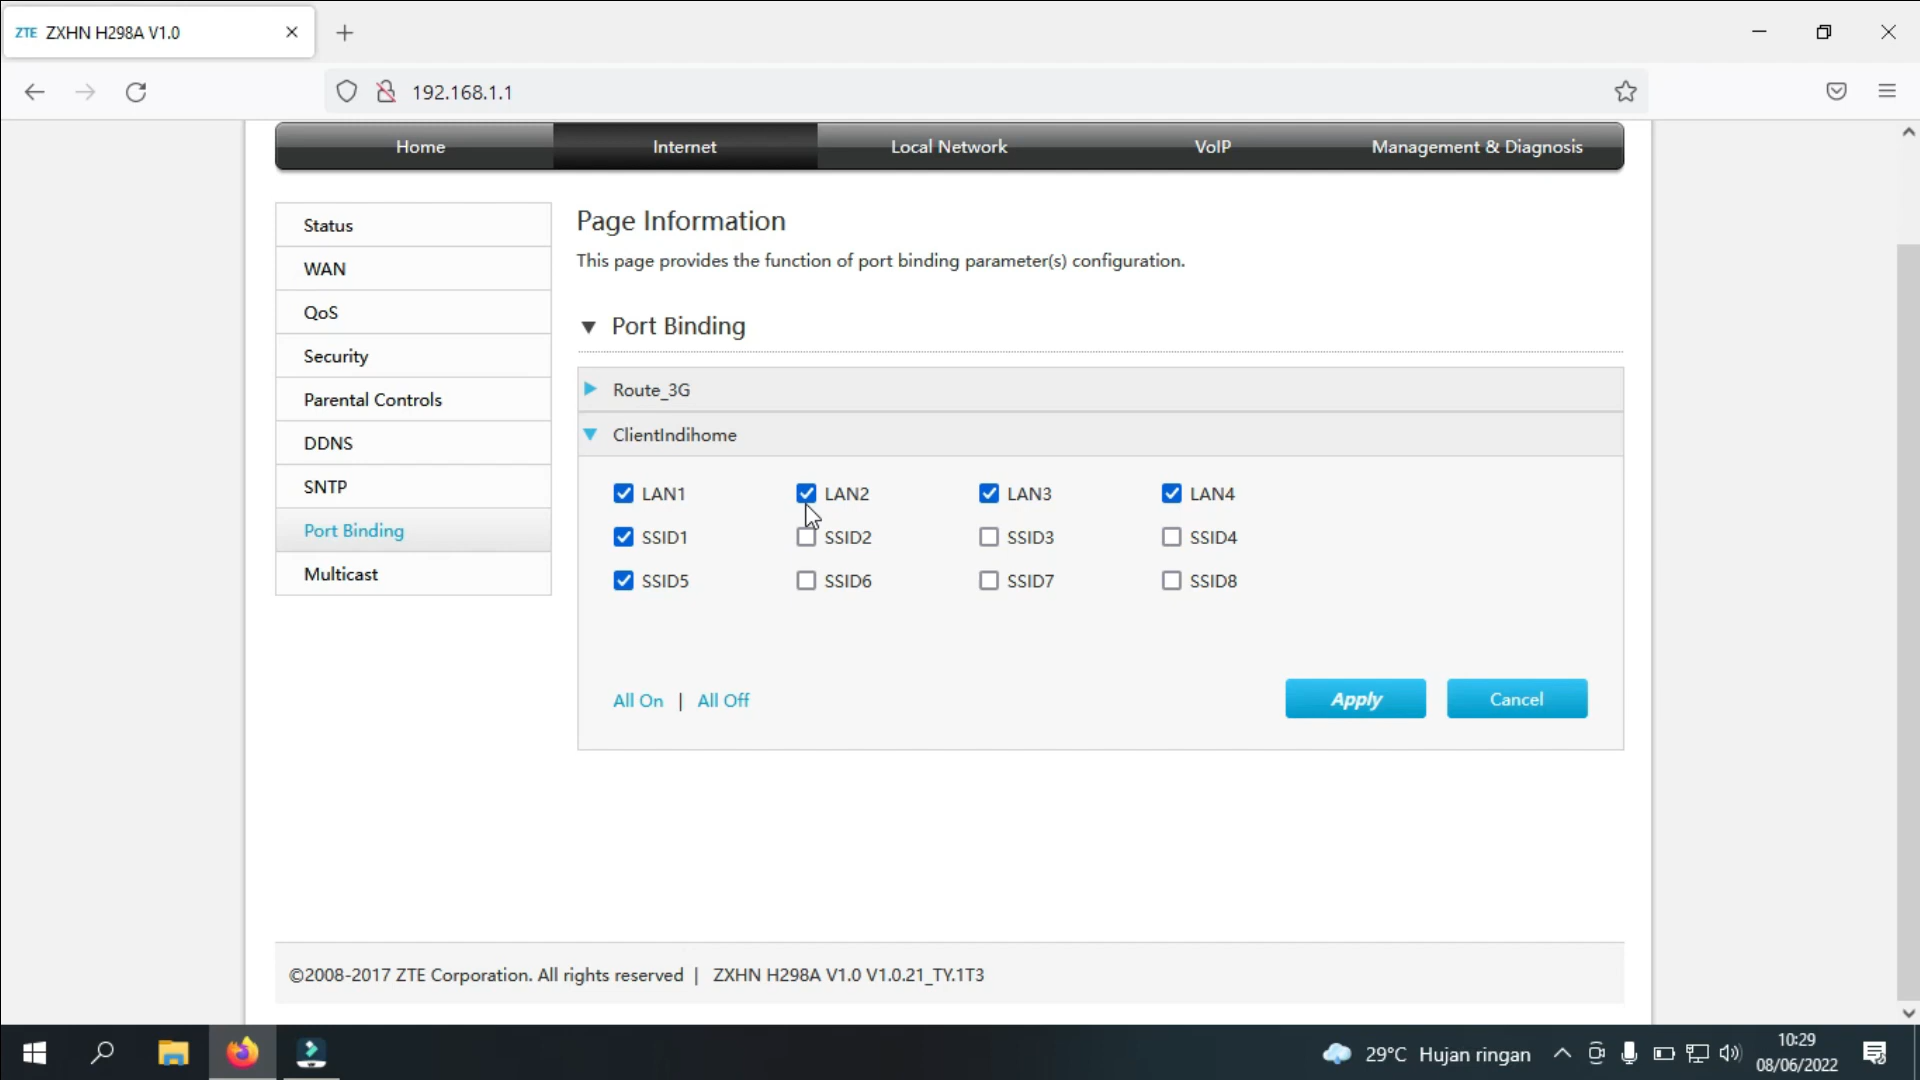 ZTE ZXHN H298A V1.0
192.168.1.1
Home Internet Local Network VoIP Management & Diagnosis
Status
WAN
QoS
Security
Parental Controls
DDNS
SNTP
Port Binding
Multicast
Page Information
This page provides the function of port binding parameter(s) configuration.
Port Binding
Route_3G
ClientIndihome
LAN1 LAN2 LAN3 LAN4
SSID1 SSID2 SSID3 SSID4
SSID5 SSID6 SSID7 SSID8
All On | All Off
Apply Cancel
©2008-2017 ZTE Corporation. All rights reserved | ZXHN H298A V1.0 V1.0.21_TY.1T3
29°C Hujan ringan
10:29
08/06/2022